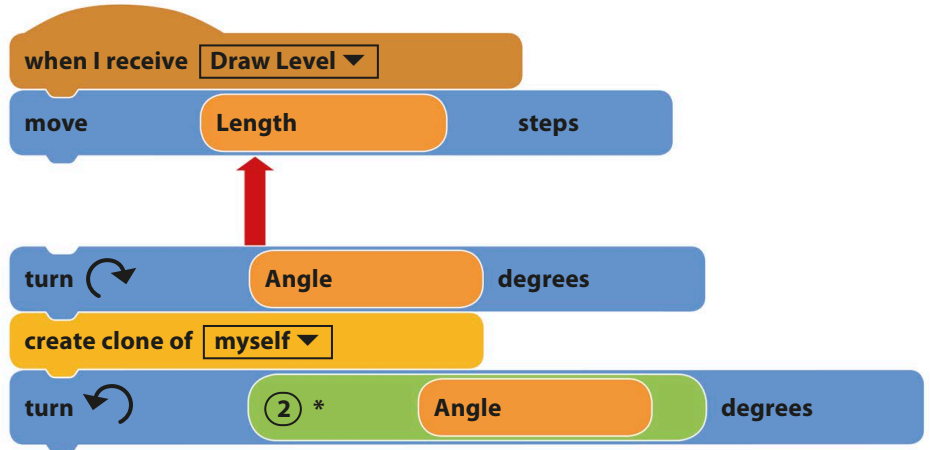 when I receive Draw Level
move Length steps
turn Angle degrees
create clone of myself
turn 2 * Angle degrees